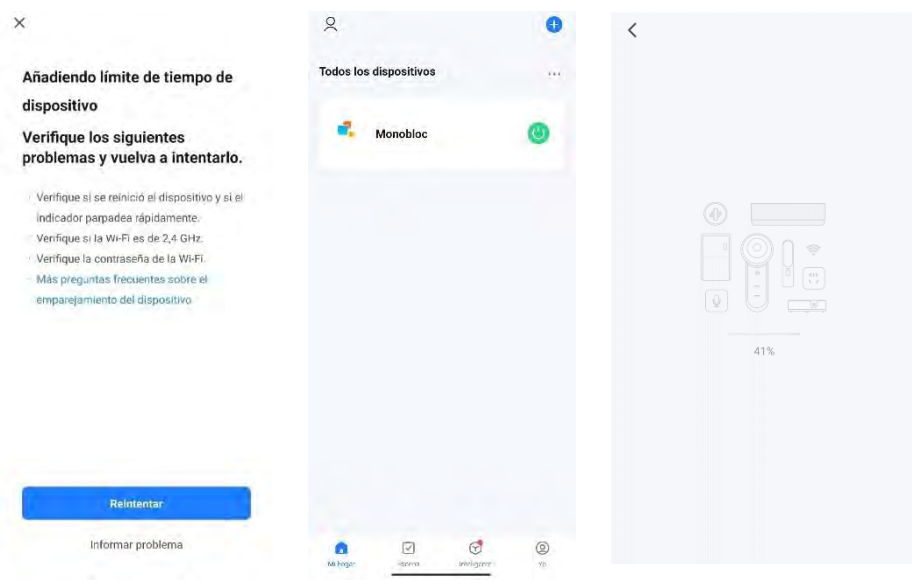 Añadiendo límite de tiempo de
dispositivo
Verifique los siguientes
problemas y vuelva a intentarlo.
Verifique si se reinició el dispositivo y si el
indicador parpadea rápidamente.
Verifique si la Wi-Fi es de 2,4 GHz.
Verifique la contraseña de la Wi-Fi.
Más preguntas frecuentes sobre el
emparejamiento del dispositivo
Reintentar
Informar problema
Todos los dispositivos
Monobloc
Mi hogar
Inteligente
Yo
41%